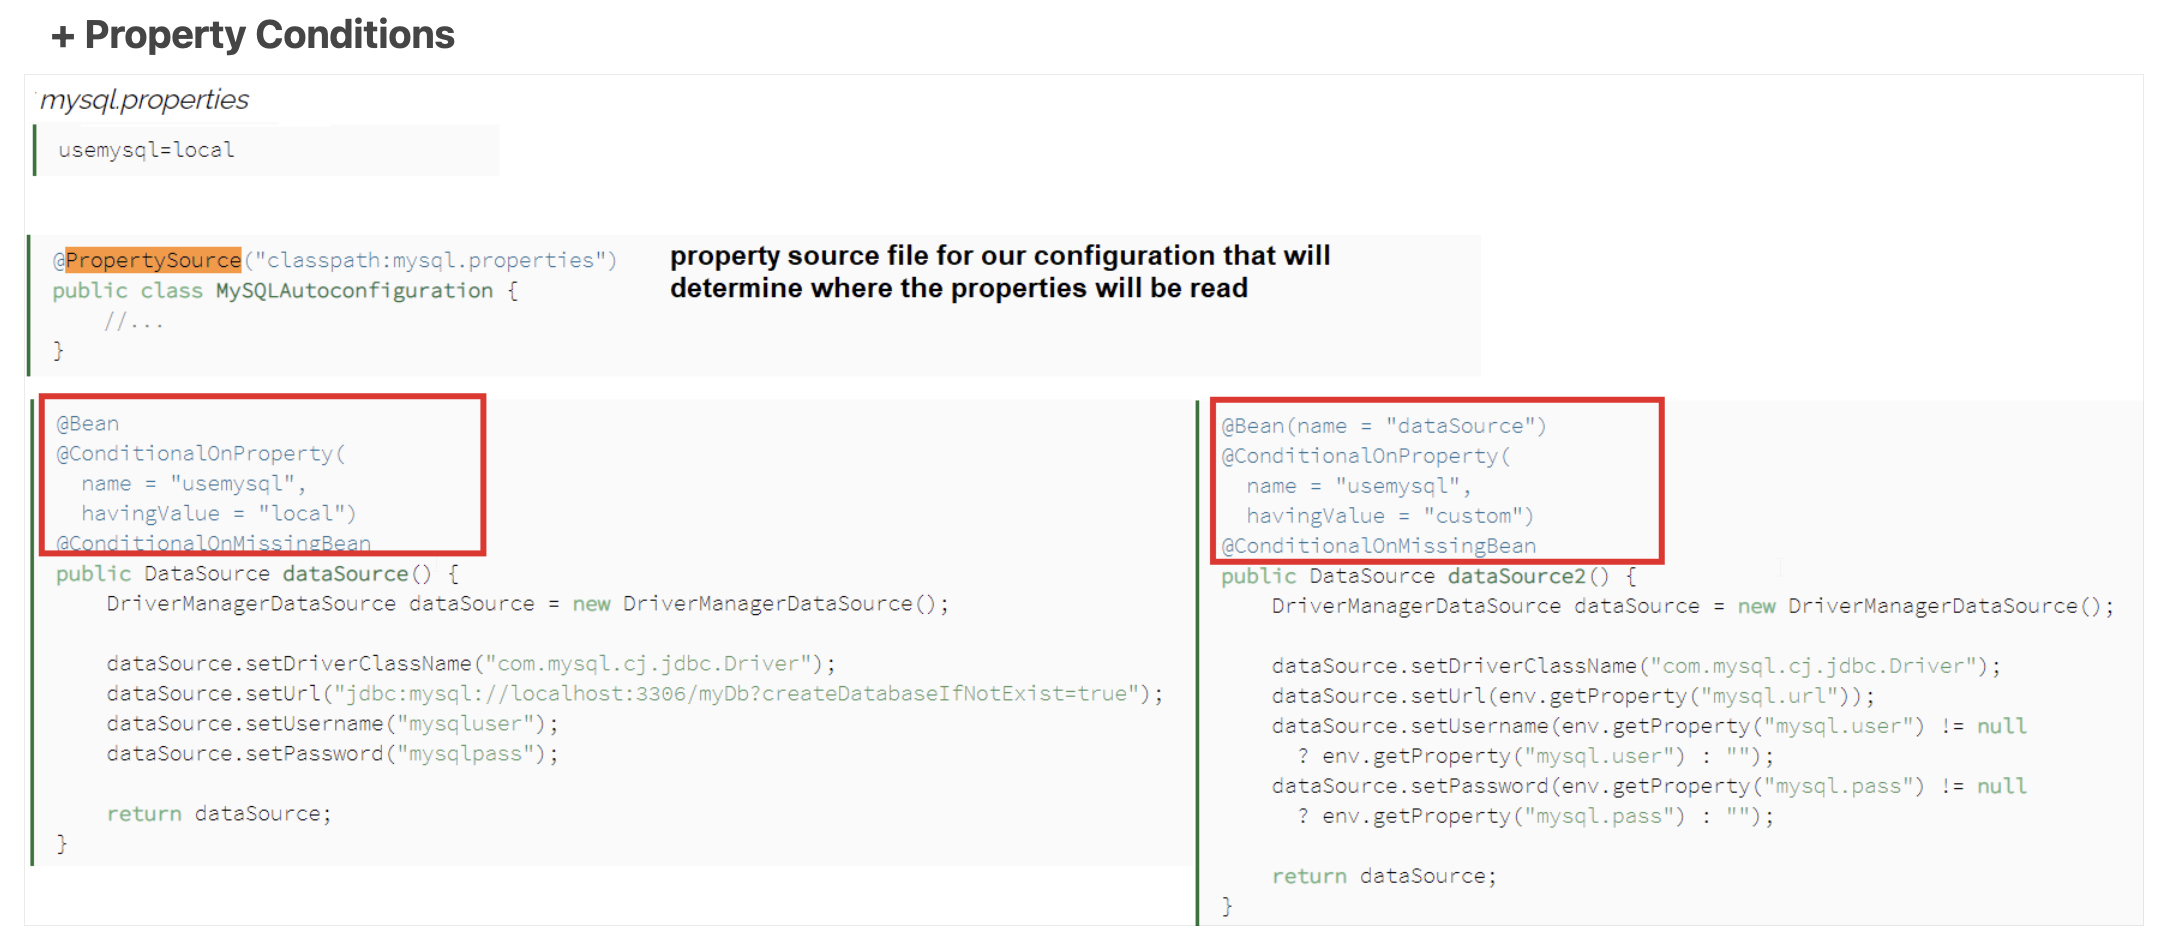 + Property Conditions
mysql.properties
usemysql=local
@PropertySource("classpath:mysql.properties")
public class MySQLAutoconfiguration {
//...
}
property source file for our configuration that will
determine where the properties will be read
@Bean
@ConditionalOnProperty(
name = "usemysql",
havingValue = "local")
@ConditionalOnMissingBean
public DataSource dataSource() {
DriverManagerDataSource dataSource = new DriverManagerDataSource();
dataSource.setDriverClassName("com.mysql.cj.jdbc.Driver");
dataSource.setUrl("jdbc:mysql://localhost:3306/myDb?createDatabaseIfNotExist=true");
dataSource.setUsername("mysqluser");
dataSource.setPassword("mysqlpass");
return dataSource;
}
@Bean(name = "dataSource")
@ConditionalOnProperty(
name = "usemysql",
havingValue = "custom")
@ConditionalOnMissingBean
public DataSource dataSource2() {
DriverManagerDataSource dataSource = new DriverManagerDataSource();
dataSource.setDriverClassName("com.mysql.cj.jdbc.Driver");
dataSource.setUrl(env.getProperty("mysql.url"));
dataSource.setUsername(env.getProperty("mysql.user") != null
? env.getProperty("mysql.user") : "");
dataSource.setPassword(env.getProperty("mysql.pass") != null
? env.getProperty("mysql.pass") : "");
return dataSource;
}